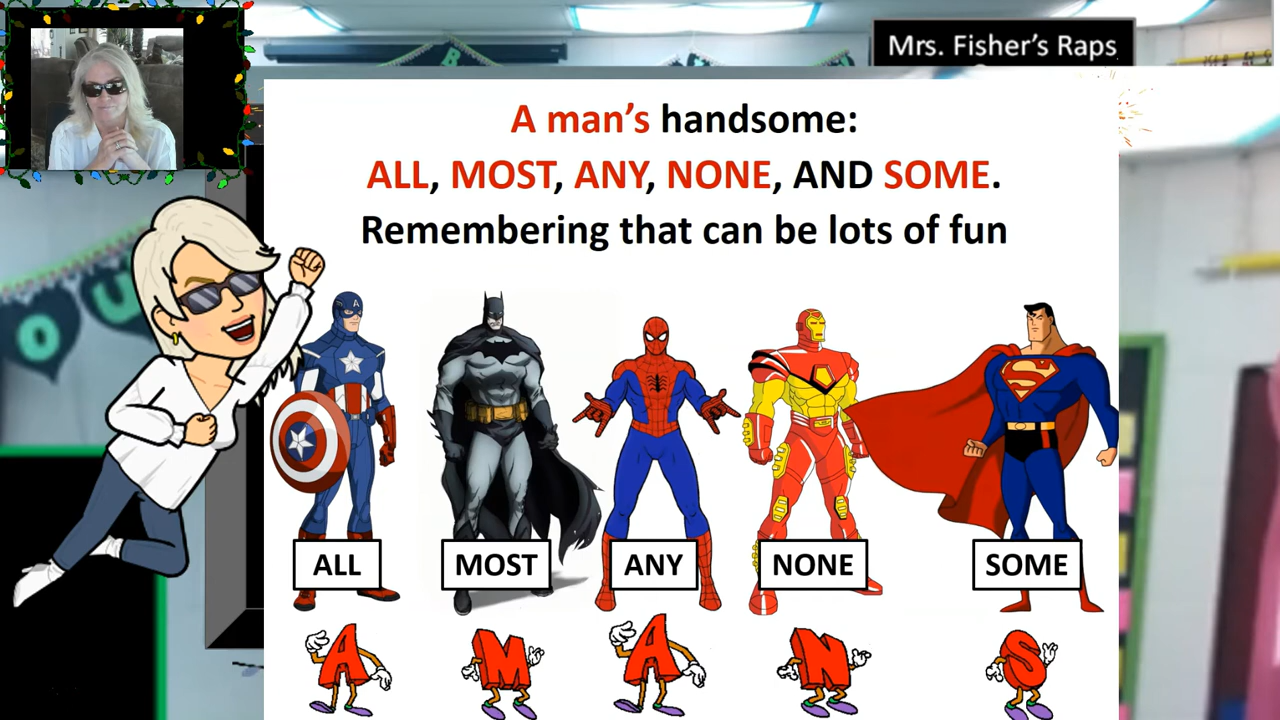 Mrs. Fisher's Raps
A man's handsome:
ALL, MOST, ANY, NONE, AND SOME.
Remembering that can be lots of fun
ALL MOST ANY NONE SOME
A M A N S